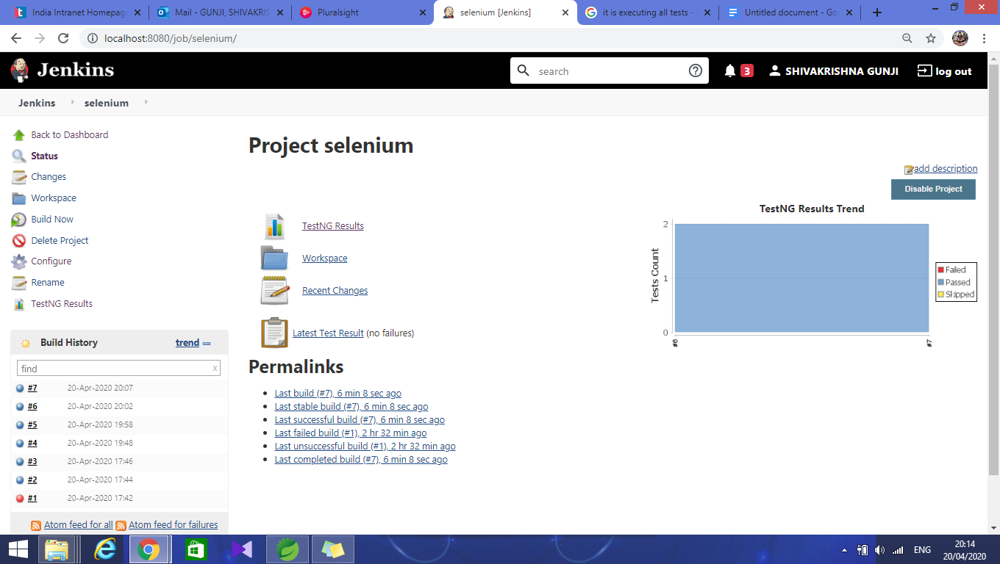 India Intranet Homepag
Mail - GUNJI, SHIVAKRIS
Pluralsight
selenium [Jenkins]
it is executing all tests -
Untitled document - Go
localhost:8080/job/selenium/
Jenkins
search
3
SHIVAKRISHNA GUNJI
log out
Jenkins
selenium
Back to Dashboard
Status
Changes
Workspace
Build Now
Delete Project
Configure
Rename
TestNG Results
Project selenium
add description
Disable Project
TestNG Results
Workspace
Recent Changes
Latest Test Result (no failures)
TestNG Results Trend
Tests Count
2
1
0
#6
#7
Failed
Passed
Skipped
Build History
trend
find
x
#7 20-Apr-2020 20:07
#6 20-Apr-2020 20:02
#5 20-Apr-2020 19:58
#4 20-Apr-2020 19:48
#3 20-Apr-2020 17:46
#2 20-Apr-2020 17:44
#1 20-Apr-2020 17:42
Atom feed for all Atom feed for failures
Permalinks
Last build (#7), 6 min 8 sec ago
Last stable build (#7), 6 min 8 sec ago
Last successful build (#7), 6 min 8 sec ago
Last failed build (#1), 2 hr 32 min ago
Last unsuccessful build (#1), 2 hr 32 min ago
Last completed build (#7), 6 min 8 sec ago
ENG
20:14
20/04/2020